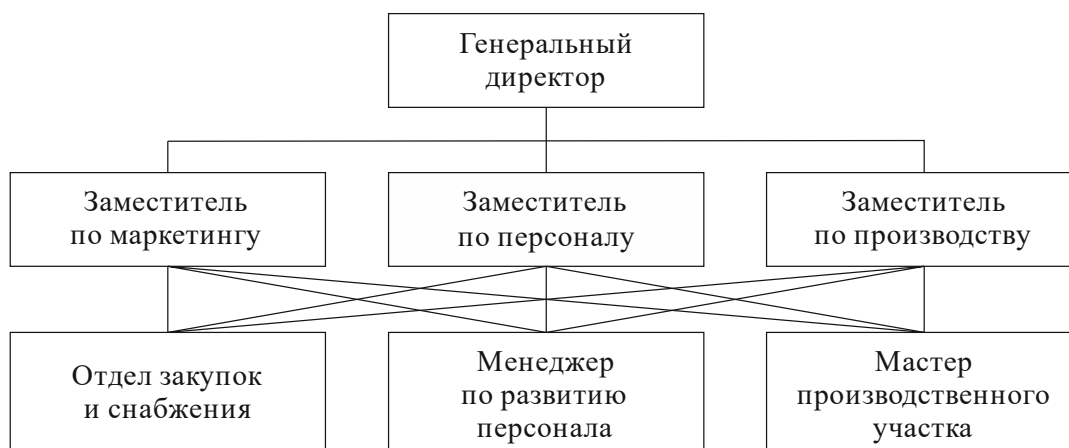 Генеральный
директор
Заместитель
по маркетингу
Заместитель
по персоналу
Заместитель
по производству
Отдел закупок
и снабжения
Менеджер
по развитию
персонала
Мастер
производственного
участка